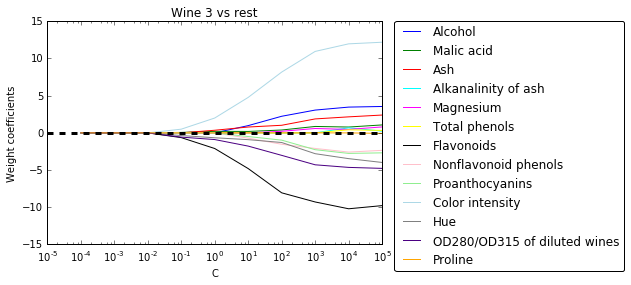 Wine 3 vs rest
15
10
5
0
−5
−10
−15
Weight coefficients
10^-5 10^-4 10^-3 10^-2 10^-1 10^0 10^1 10^2 10^3 10^4 10^5
C
Alcohol
Malic acid
Ash
Alkanalinity of ash
Magnesium
Total phenols
Flavonoids
Nonflavonoid phenols
Proanthocyanins
Color intensity
Hue
OD280/OD315 of diluted wines
Proline